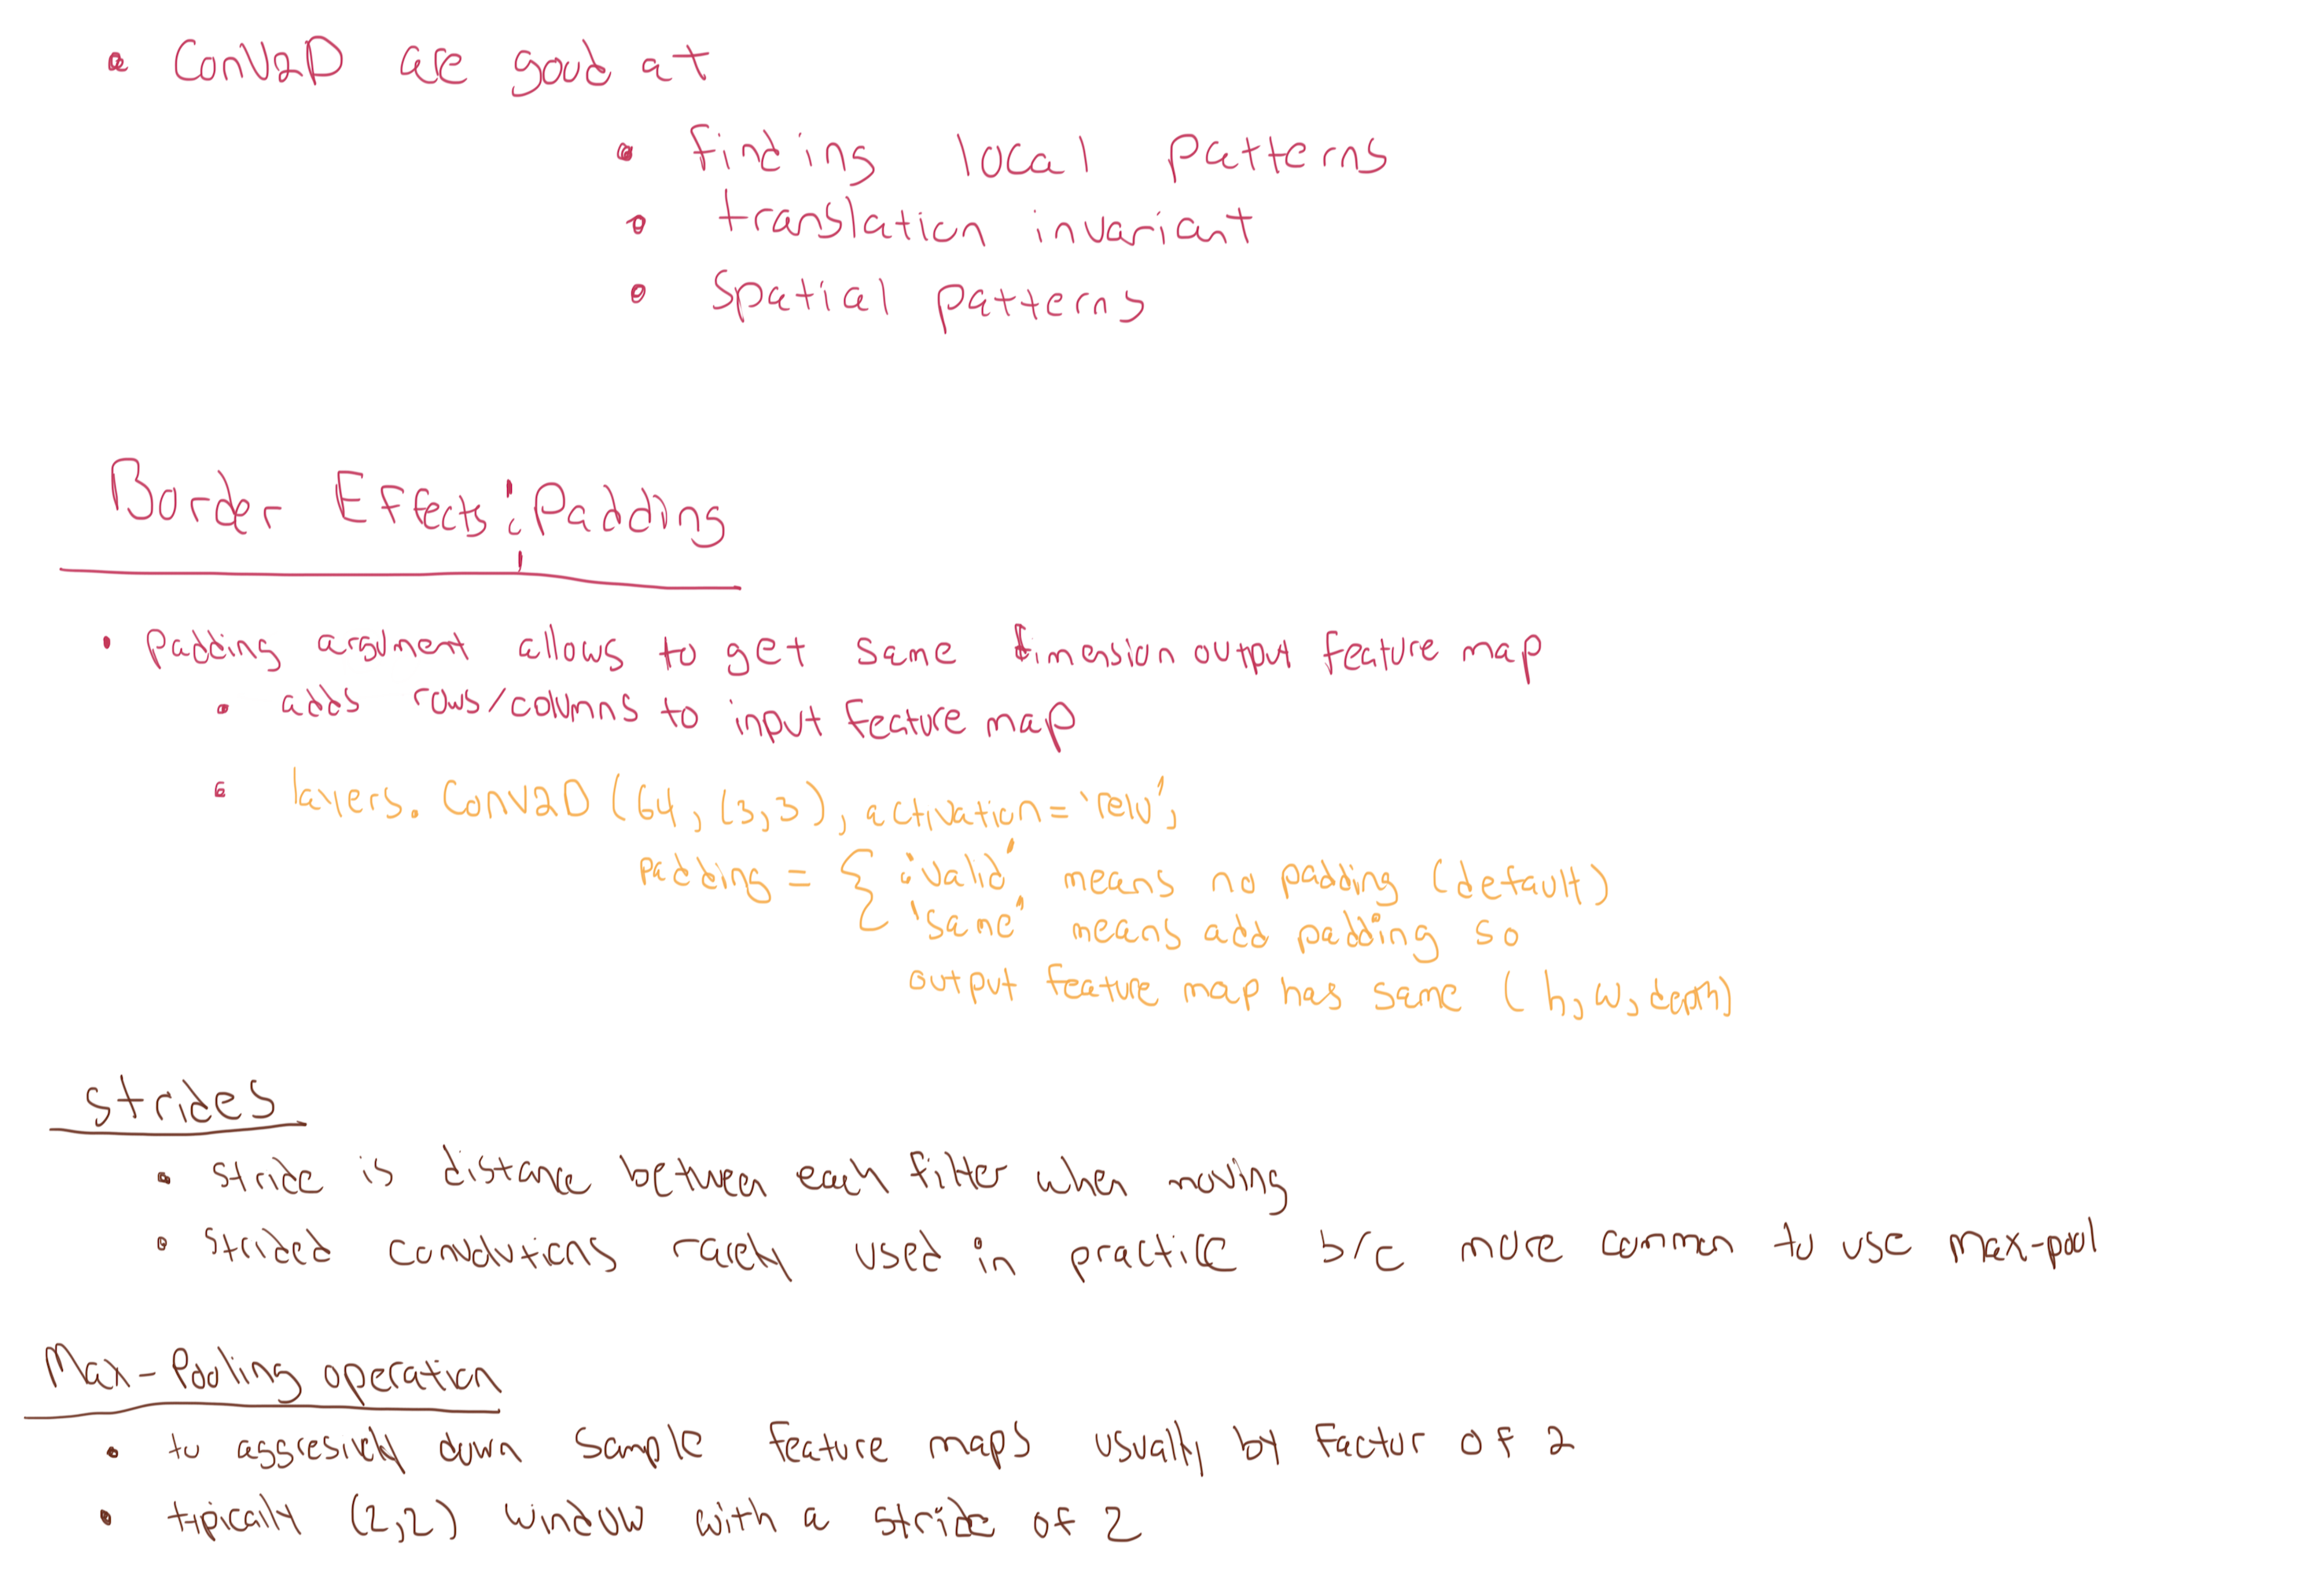 • Conv2D are good at
• finding local patterns
• translation invariant
• spatial patterns
Border Effects & Padding
• Padding argument allows to get same dimension output feature map
• adds rows/columns to input feature map
• layers.Conv2D(64, (3,3), activation='relu',
padding = { 'valid' means no padding (default)
'same' means add padding so
output feature map has same (h, w, depth)
Strides
• stride is distance between each filter when moving
• strided convolutions rarely used in practice b/c more common to use max-pool
Max-Pooling operation
• to aggresively down sample feature maps usually by factor of 2
• typically (2,2) window with a stride of 2